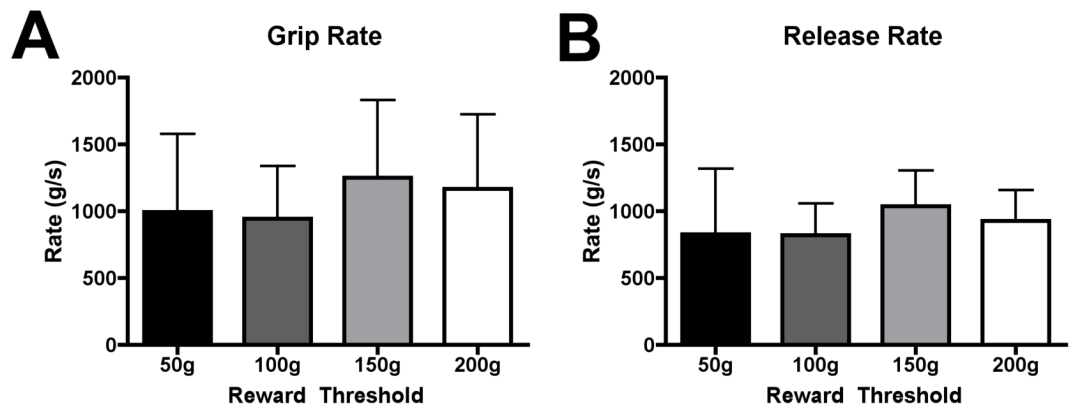 A
Grip Rate
Rate (g/s)
2000
1500
1000
500
0
50g 100g 150g 200g
Reward Threshold
B
Release Rate
Rate (g/s)
2000
1500
1000
500
0
50g 100g 150g 200g
Reward Threshold